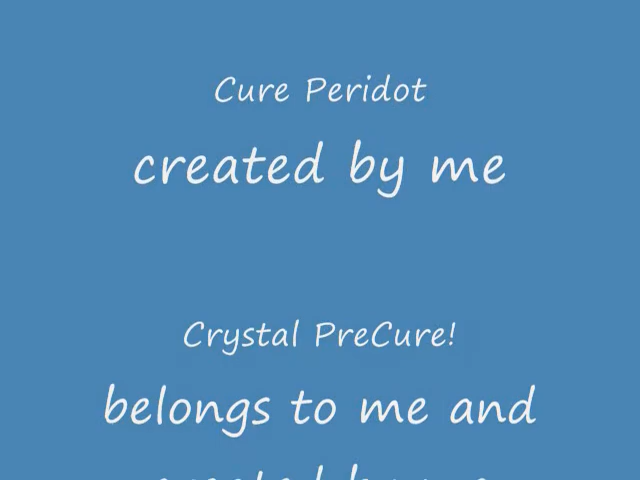 Cure Peridot
created by me
Crystal PreCure!
belongs to me and